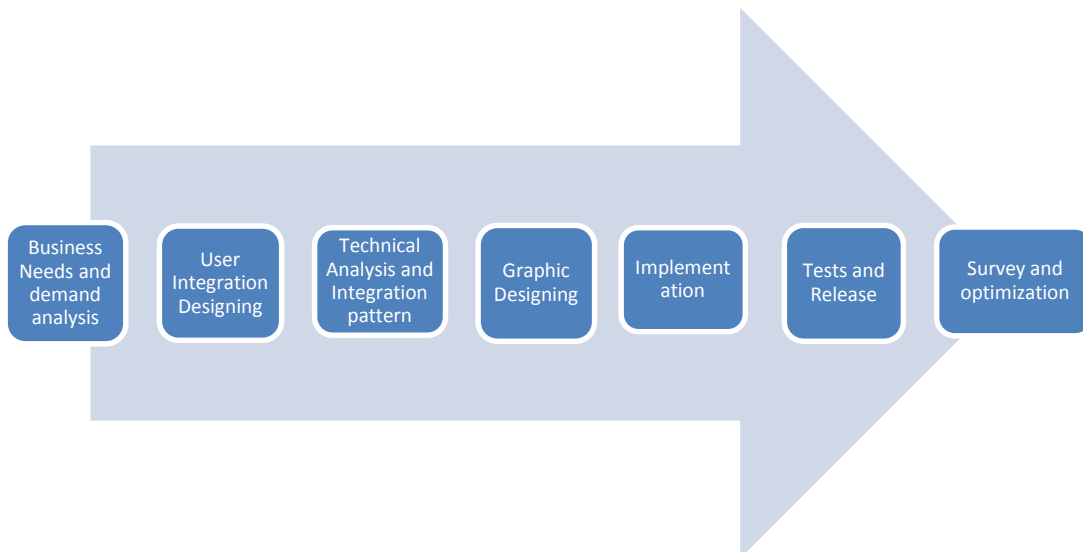 Business
Needs and
demand
analysis
User
Integration
Designing
Technical
Analysis and
Integration
pattern
Graphic
Designing
Implement
ation
Tests and
Release
Survey and
optimization